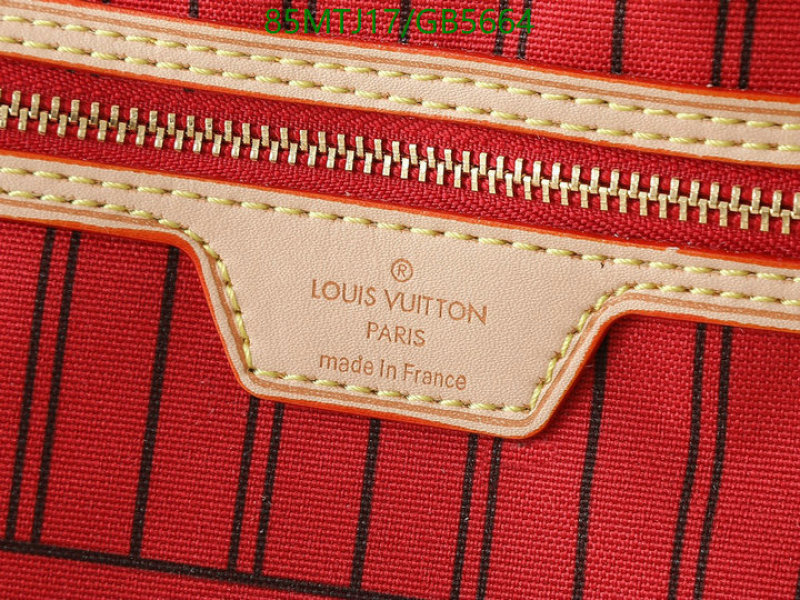 85MTJ17/GB5664
®
LOUIS VUITTON
PARIS
made in France